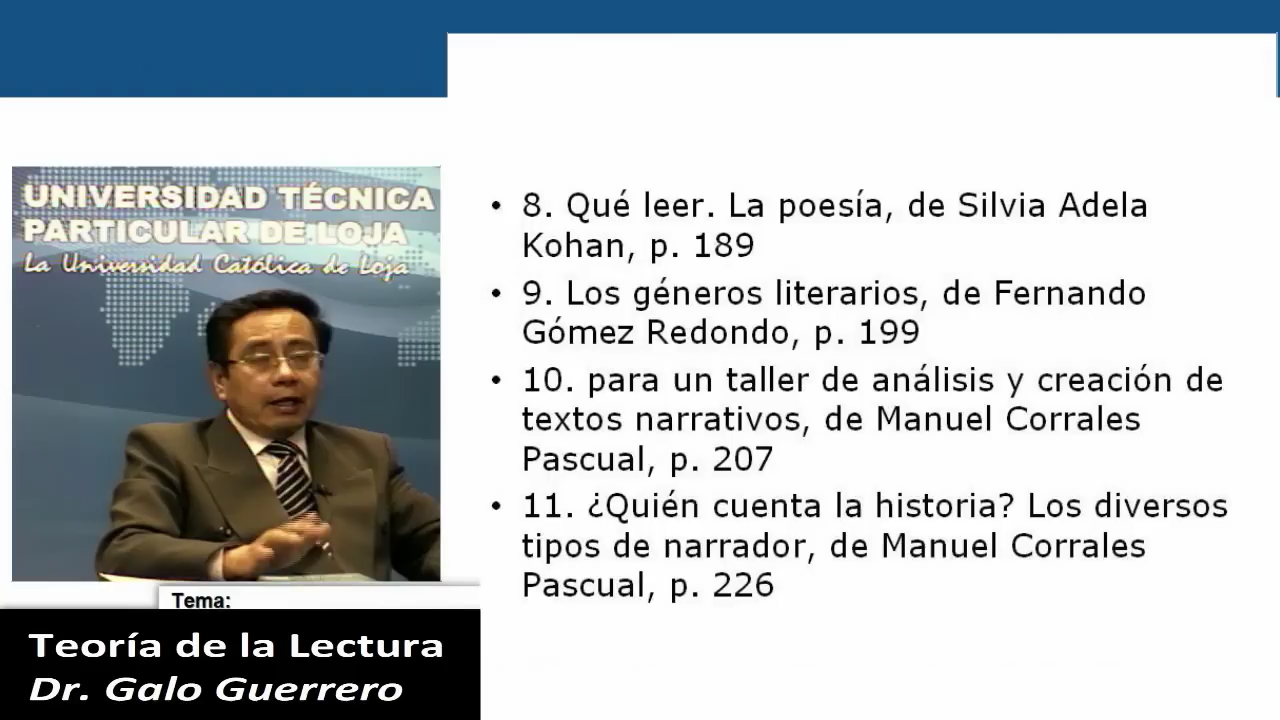 UNIVERSIDAD TÉCNICA
PARTICULAR DE LOJA
La Universidad Católica de Loja
• 8. Qué leer. La poesía, de Silvia Adela
Kohan, p. 189
• 9. Los géneros literarios, de Fernando
Gómez Redondo, p. 199
• 10. para un taller de análisis y creación de
textos narrativos, de Manuel Corrales
Pascual, p. 207
• 11. ¿Quién cuenta la historia? Los diversos
tipos de narrador, de Manuel Corrales
Pascual, p. 226
Tema:
Teoría de la Lectura
Dr. Galo Guerrero